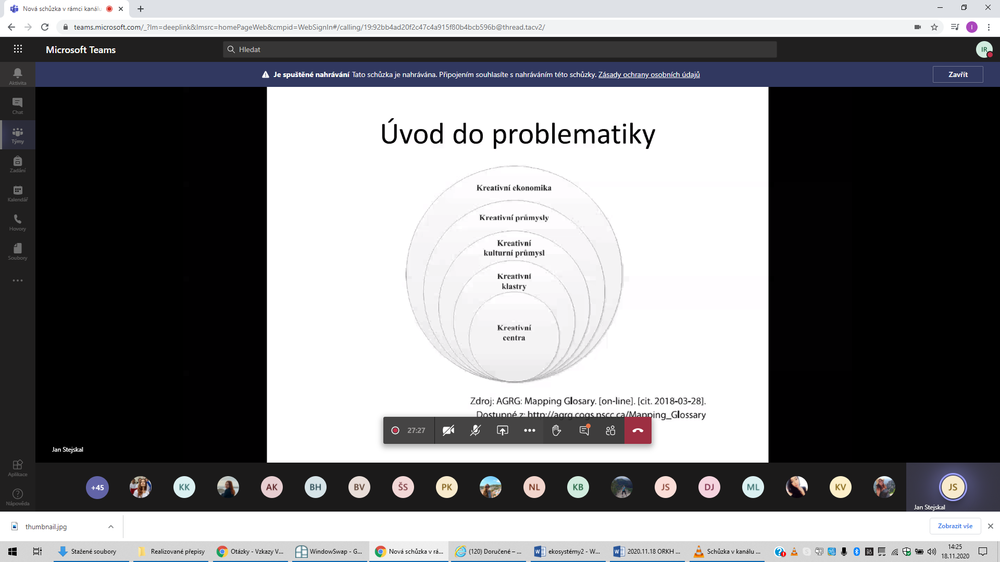 Nová schůzka v rámci kanálu
teams.microsoft.com/_?lm=deeplink&lmsrc=homePageWeb&cmpid=WebSignIn#/calling/19:92bb4ad20f2c47c4a915f80b4bcb596b@thread.tacv2/
I
Microsoft Teams
Hledat
IR
Je spuštěné nahrávání Tato schůzka je nahrávána. Připojením souhlasíte s nahráváním této schůzky. Zásady ochrany osobních údajů
Zavřít
Aktivita
Chat
Týmy
Zadání
Kalendář
Hovory
Soubory
Aplikace
Nápověda
Úvod do problematiky
Kreativní ekonomika
Kreativní průmysly
Kreativní
kulturní průmysl
Kreativní
klastry
Kreativní
centra
Zdroj: AGRG: Mapping Glosary. [on-line]. [cit. 2018-03-28].
Dostupné z: http://agrg.cogs.nscc.ca/Mapping_Glossary
27:27
Jan Stejskal
+45
KK
AK
BH
BV
ŠS
PK
NL
KB
JS
DJ
ML
KV
JS
Jan Stejskal
thumbnail.jpg
Zobrazit vše
Stažené soubory
Realizované přepisy
Otázky - Vzkazy V...
WindowSwap - G...
Nová schůzka v rá...
(120) Doručené – ...
ekosystémy2 - W...
2020.11.18 ORKH ...
Schůzka v kanálu ...
14:25
18.11.2020